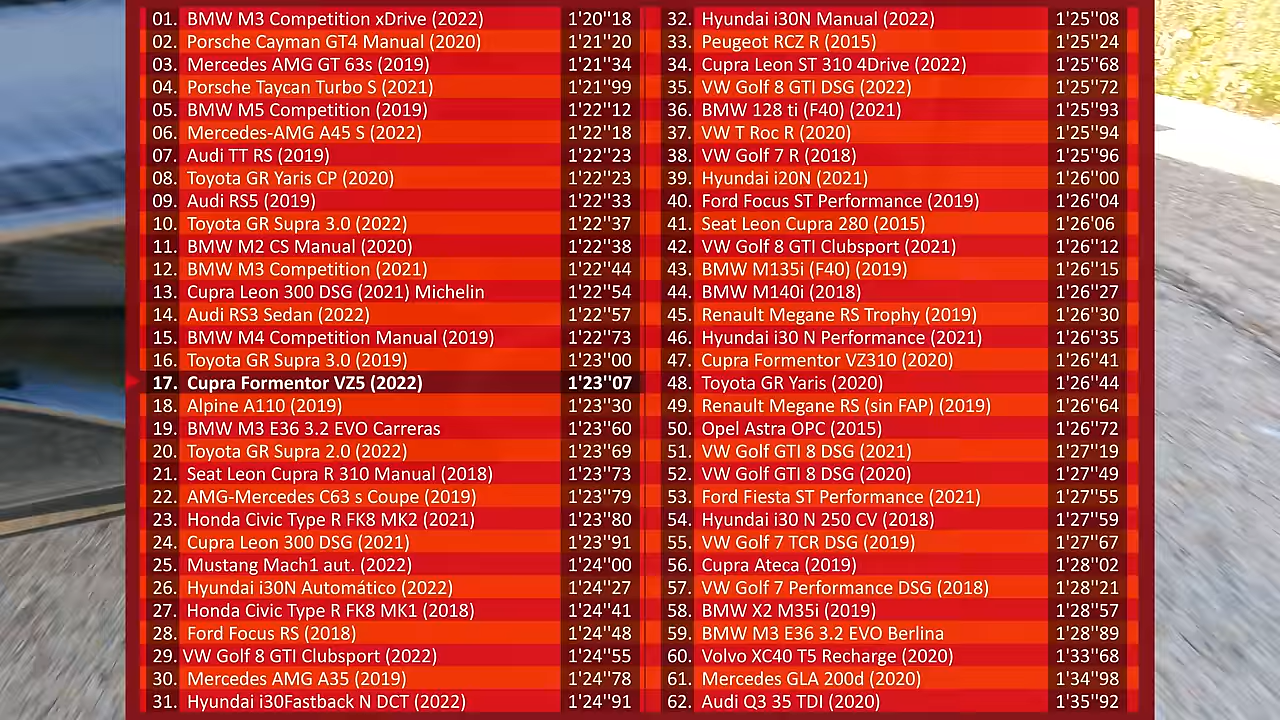 01. BMW M3 Competition xDrive (2022) 1'20''18
02. Porsche Cayman GT4 Manual (2020) 1'21''20
03. Mercedes AMG GT 63s (2019) 1'21''34
04. Porsche Taycan Turbo S (2021) 1'21''99
05. BMW M5 Competition (2019) 1'22''12
06. Mercedes-AMG A45 S (2022) 1'22''18
07. Audi TT RS (2019) 1'22''23
08. Toyota GR Yaris CP (2020) 1'22''23
09. Audi RS5 (2019) 1'22''33
10. Toyota GR Supra 3.0 (2022) 1'22''37
11. BMW M2 CS Manual (2020) 1'22''38
12. BMW M3 Competition (2021) 1'22''44
13. Cupra Leon 300 DSG (2021) Michelin 1'22''54
14. Audi RS3 Sedan (2022) 1'22''57
15. BMW M4 Competition Manual (2019) 1'22''73
16. Toyota GR Supra 3.0 (2019) 1'23''00
17. Cupra Formentor VZ5 (2022) 1'23''07
18. Alpine A110 (2019) 1'23''30
19. BMW M3 E36 3.2 EVO Carreras 1'23''60
20. Toyota GR Supra 2.0 (2022) 1'23''69
21. Seat Leon Cupra R 310 Manual (2018) 1'23''73
22. AMG-Mercedes C63 s Coupe (2019) 1'23''79
23. Honda Civic Type R FK8 MK2 (2021) 1'23''80
24. Cupra Leon 300 DSG (2021) 1'23''91
25. Mustang Mach1 aut. (2022) 1'24''00
26. Hyundai i30N Automático (2022) 1'24''27
27. Honda Civic Type R FK8 MK1 (2018) 1'24''41
28. Ford Focus RS (2018) 1'24''48
29. VW Golf 8 GTI Clubsport (2022) 1'24''55
30. Mercedes AMG A35 (2019) 1'24''78
31. Hyundai i30Fastback N DCT (2022) 1'24''91
32. Hyundai i30N Manual (2022) 1'25''08
33. Peugeot RCZ R (2015) 1'25''24
34. Cupra Leon ST 310 4Drive (2022) 1'25''68
35. VW Golf 8 GTI DSG (2022) 1'25''72
36. BMW 128 ti (F40) (2021) 1'25''93
37. VW T Roc R (2020) 1'25''94
38. VW Golf 7 R (2018) 1'25''96
39. Hyundai i20N (2021) 1'26''00
40. Ford Focus ST Performance (2019) 1'26''04
41. Seat Leon Cupra 280 (2015) 1'26'06
42. VW Golf 8 GTI Clubsport (2021) 1'26''12
43. BMW M135i (F40) (2019) 1'26''15
44. BMW M140i (2018) 1'26''27
45. Renault Megane RS Trophy (2019) 1'26''30
46. Hyundai i30 N Performance (2021) 1'26''35
47. Cupra Formentor VZ310 (2020) 1'26''41
48. Toyota GR Yaris (2020) 1'26''44
49. Renault Megane RS (sin FAP) (2019) 1'26''64
50. Opel Astra OPC (2015) 1'26''72
51. VW Golf GTI 8 DSG (2021) 1'27''19
52. VW Golf GTI 8 DSG (2020) 1'27''49
53. Ford Fiesta ST Performance (2021) 1'27''55
54. Hyundai i30 N 250 CV (2018) 1'27''59
55. VW Golf 7 TCR DSG (2019) 1'27''67
56. Cupra Ateca (2019) 1'28''02
57. VW Golf 7 Performance DSG (2018) 1'28''21
58. BMW X2 M35i (2019) 1'28''57
59. BMW M3 E36 3.2 EVO Berlina 1'28''89
60. Volvo XC40 T5 Recharge (2020) 1'33''68
61. Mercedes GLA 200d (2020) 1'34''98
62. Audi Q3 35 TDI (2020) 1'35''92